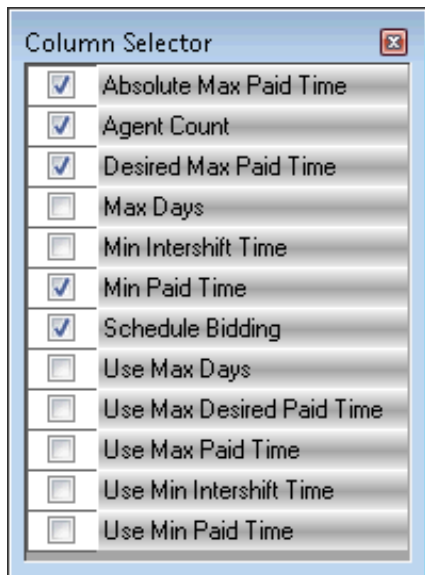 Column Selector
Absolute Max Paid Time
Agent Count
Desired Max Paid Time
Max Days
Min Intershift Time
Min Paid Time
Schedule Bidding
Use Max Days
Use Max Desired Paid Time
Use Max Paid Time
Use Min Intershift Time
Use Min Paid Time